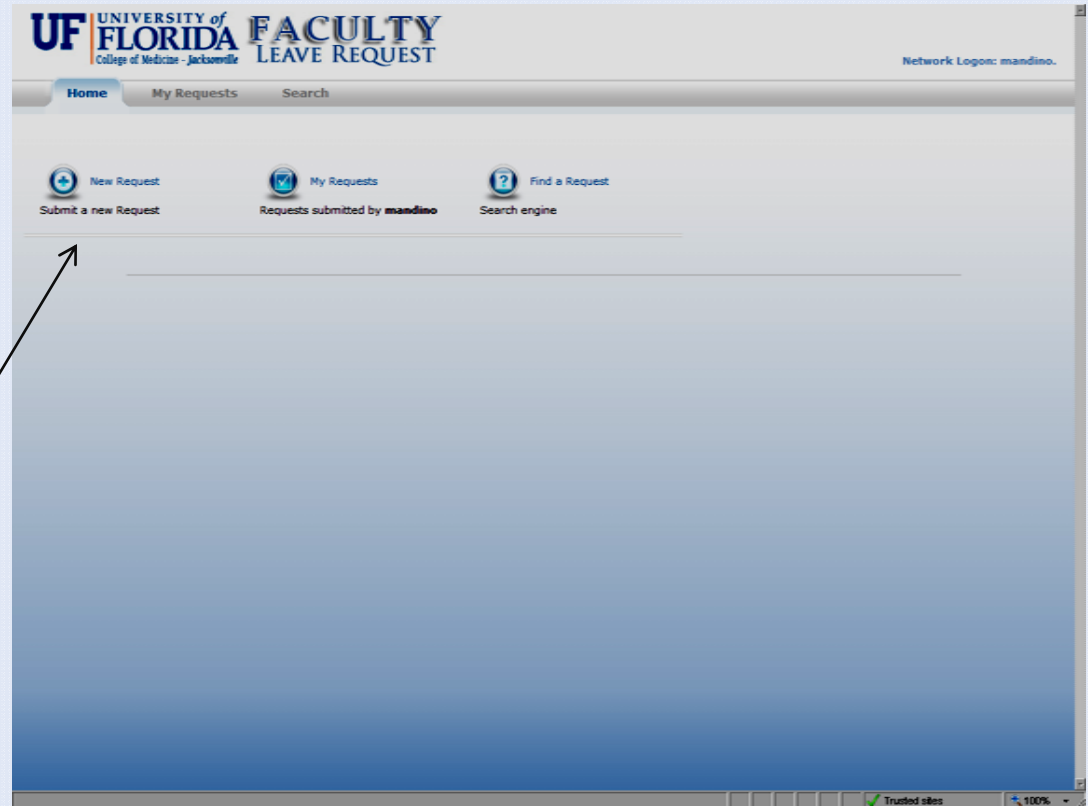 UF UNIVERSITY of FLORIDA
College of Medicine - Jacksonville
FACULTY
LEAVE REQUEST
Network Logon: mandino.
Home My Requests Search
New Request My Requests Find a Request
Submit a new Request Requests submitted by mandino Search engine
Trusted sites 100%